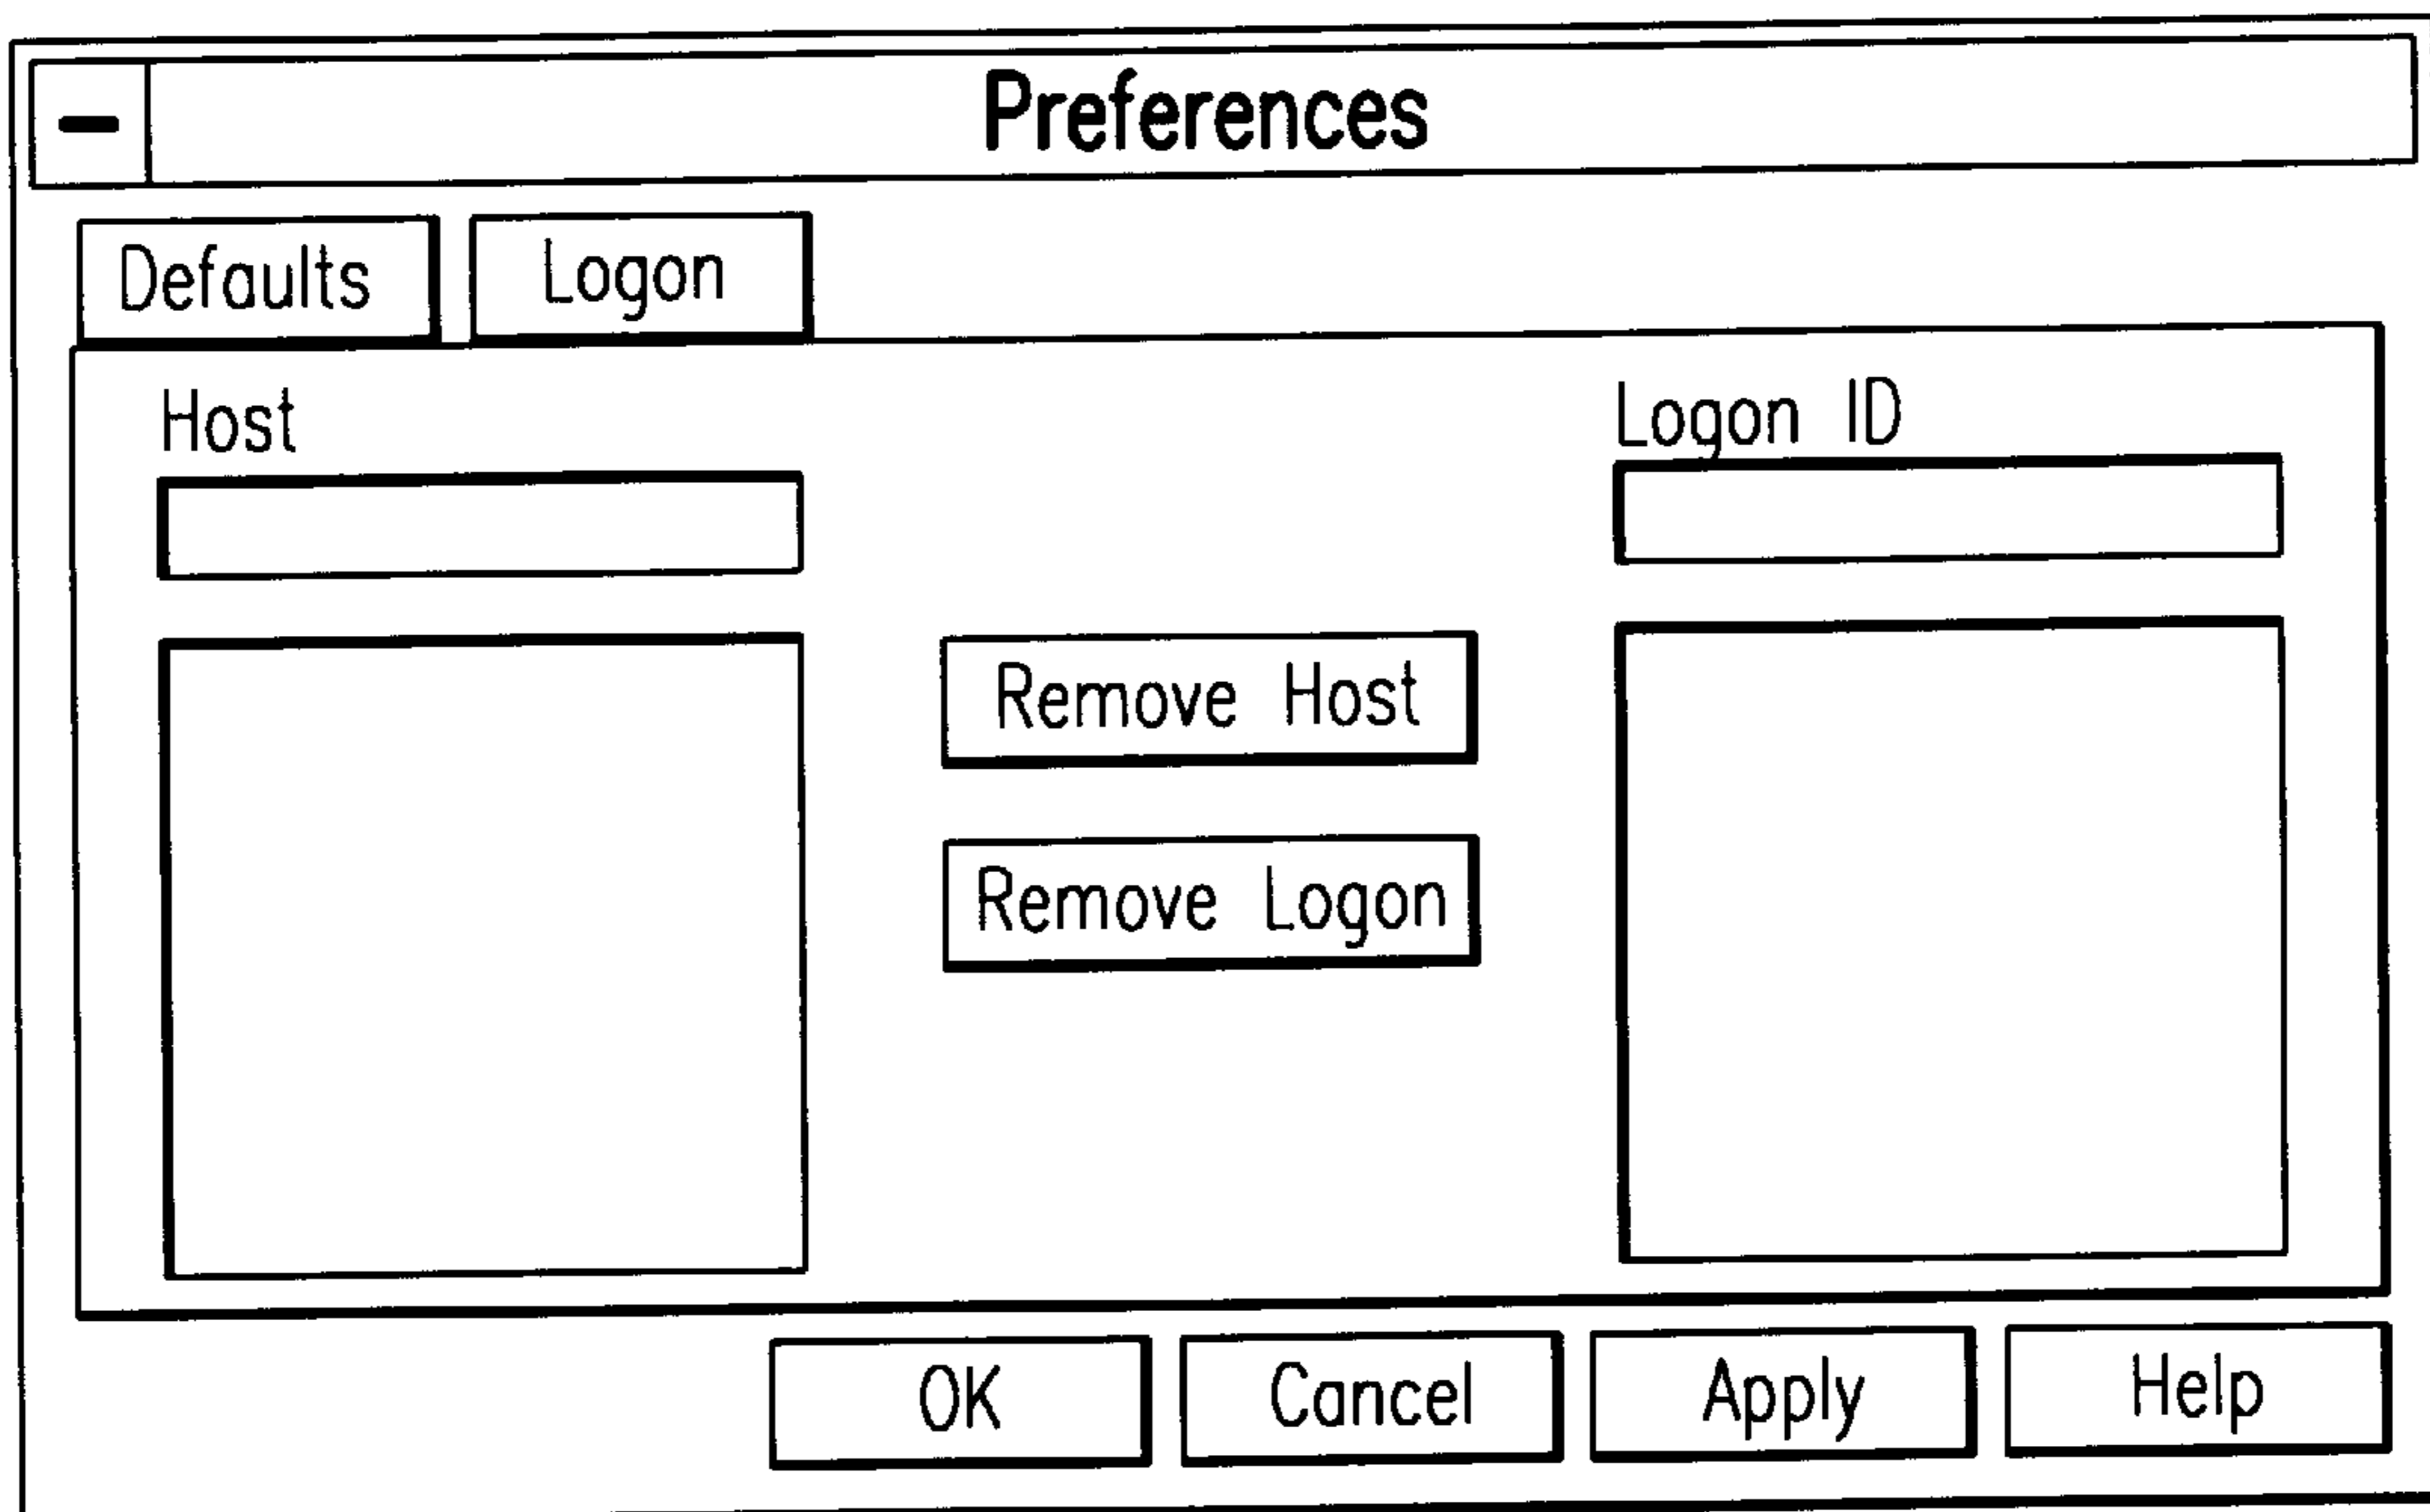 Preferences
Defaults Logon
Host Logon ID
Remove Host
Remove Logon
OK Cancel Apply Help